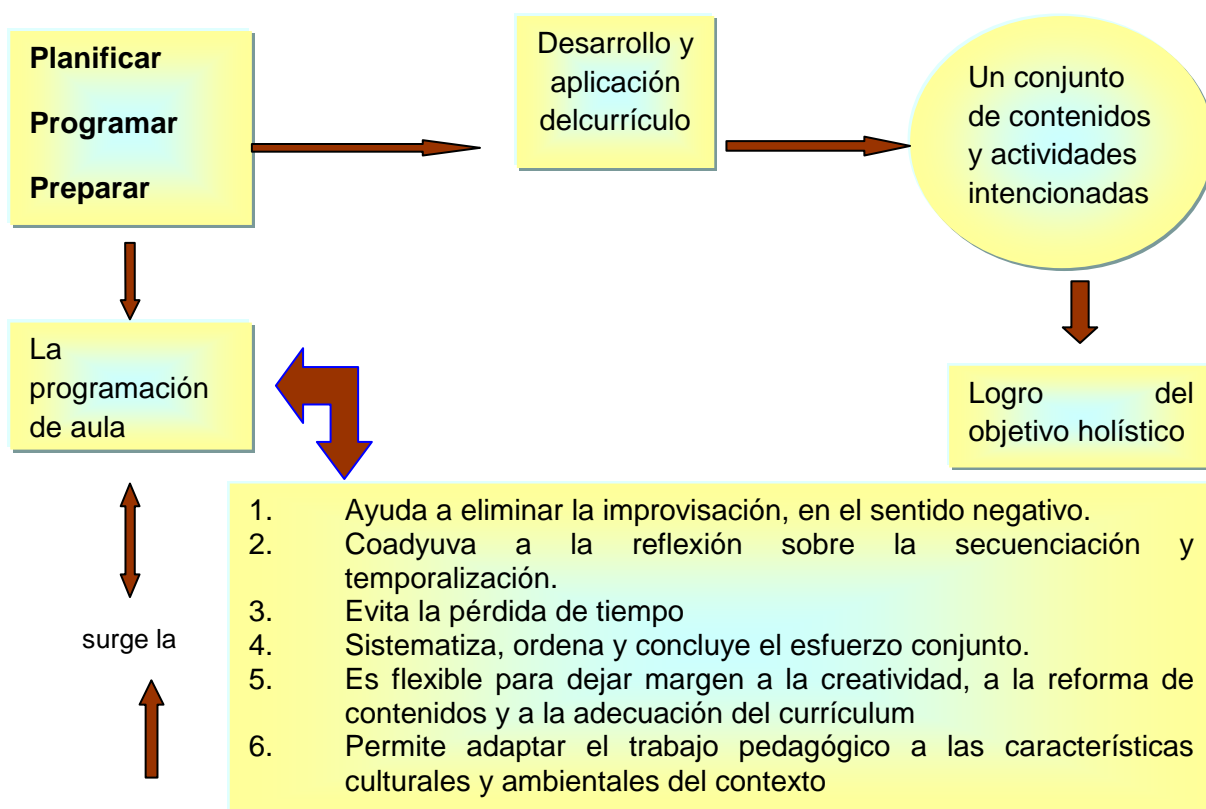 Planificar
Programar
Preparar
Desarrollo y
aplicación
delcurrículo
Un conjunto
de contenidos
y actividades
intencionadas
La
programación
de aula
Logro del
objetivo holístico
1. Ayuda a eliminar la improvisación, en el sentido negativo.
2. Coadyuva a la reflexión sobre la secuenciación y
temporalización.
3. Evita la pérdida de tiempo
4. Sistematiza, ordena y concluye el esfuerzo conjunto.
5. Es flexible para dejar margen a la creatividad, a la reforma de
contenidos y a la adecuación del currículum
6. Permite adaptar el trabajo pedagógico a las características
culturales y ambientales del contexto
surge la